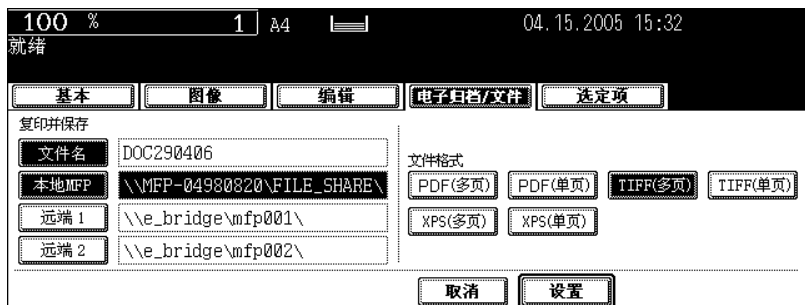 100 % 1 A4 04.15.2005 15:32
就绪
基本 图像 编辑 电子归档/文件 选定项
复印并保存
文件名 DOC290406
文件格式
本地MFP \\MFP-04980820\FILE_SHARE\ PDF(多页) PDF(单页) TIFF(多页) TIFF(单页)
远端 1 \\e_bridge\mfp001\ XPS(多页) XPS(单页)
远端 2 \\e_bridge\mfp002\
取消 设置